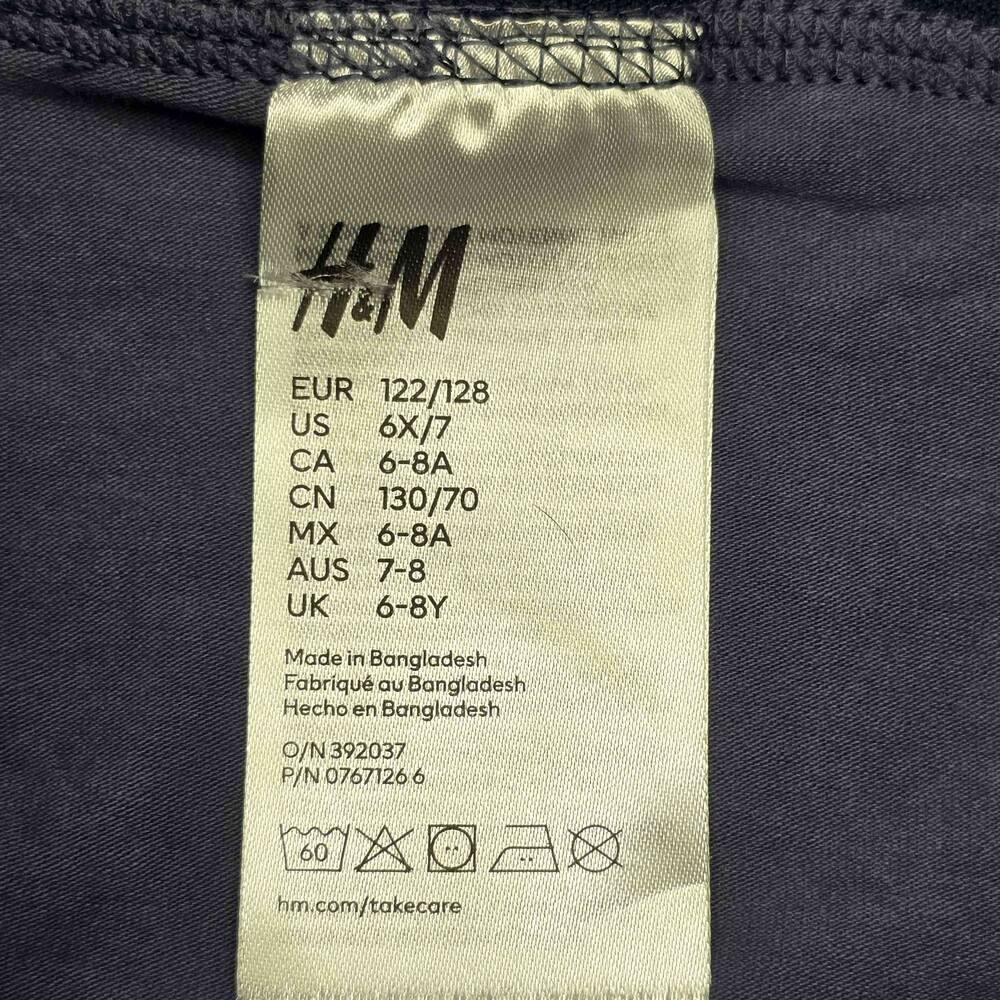 H&M
EUR 122/128
US 6X/7
CA 6-8A
CN 130/70
MX 6-8A
AUS 7-8
UK 6-8Y
Made in Bangladesh
Fabriqué au Bangladesh
Hecho en Bangladesh
O/N 392037
P/N 0767126 6
60
hm.com/takecare